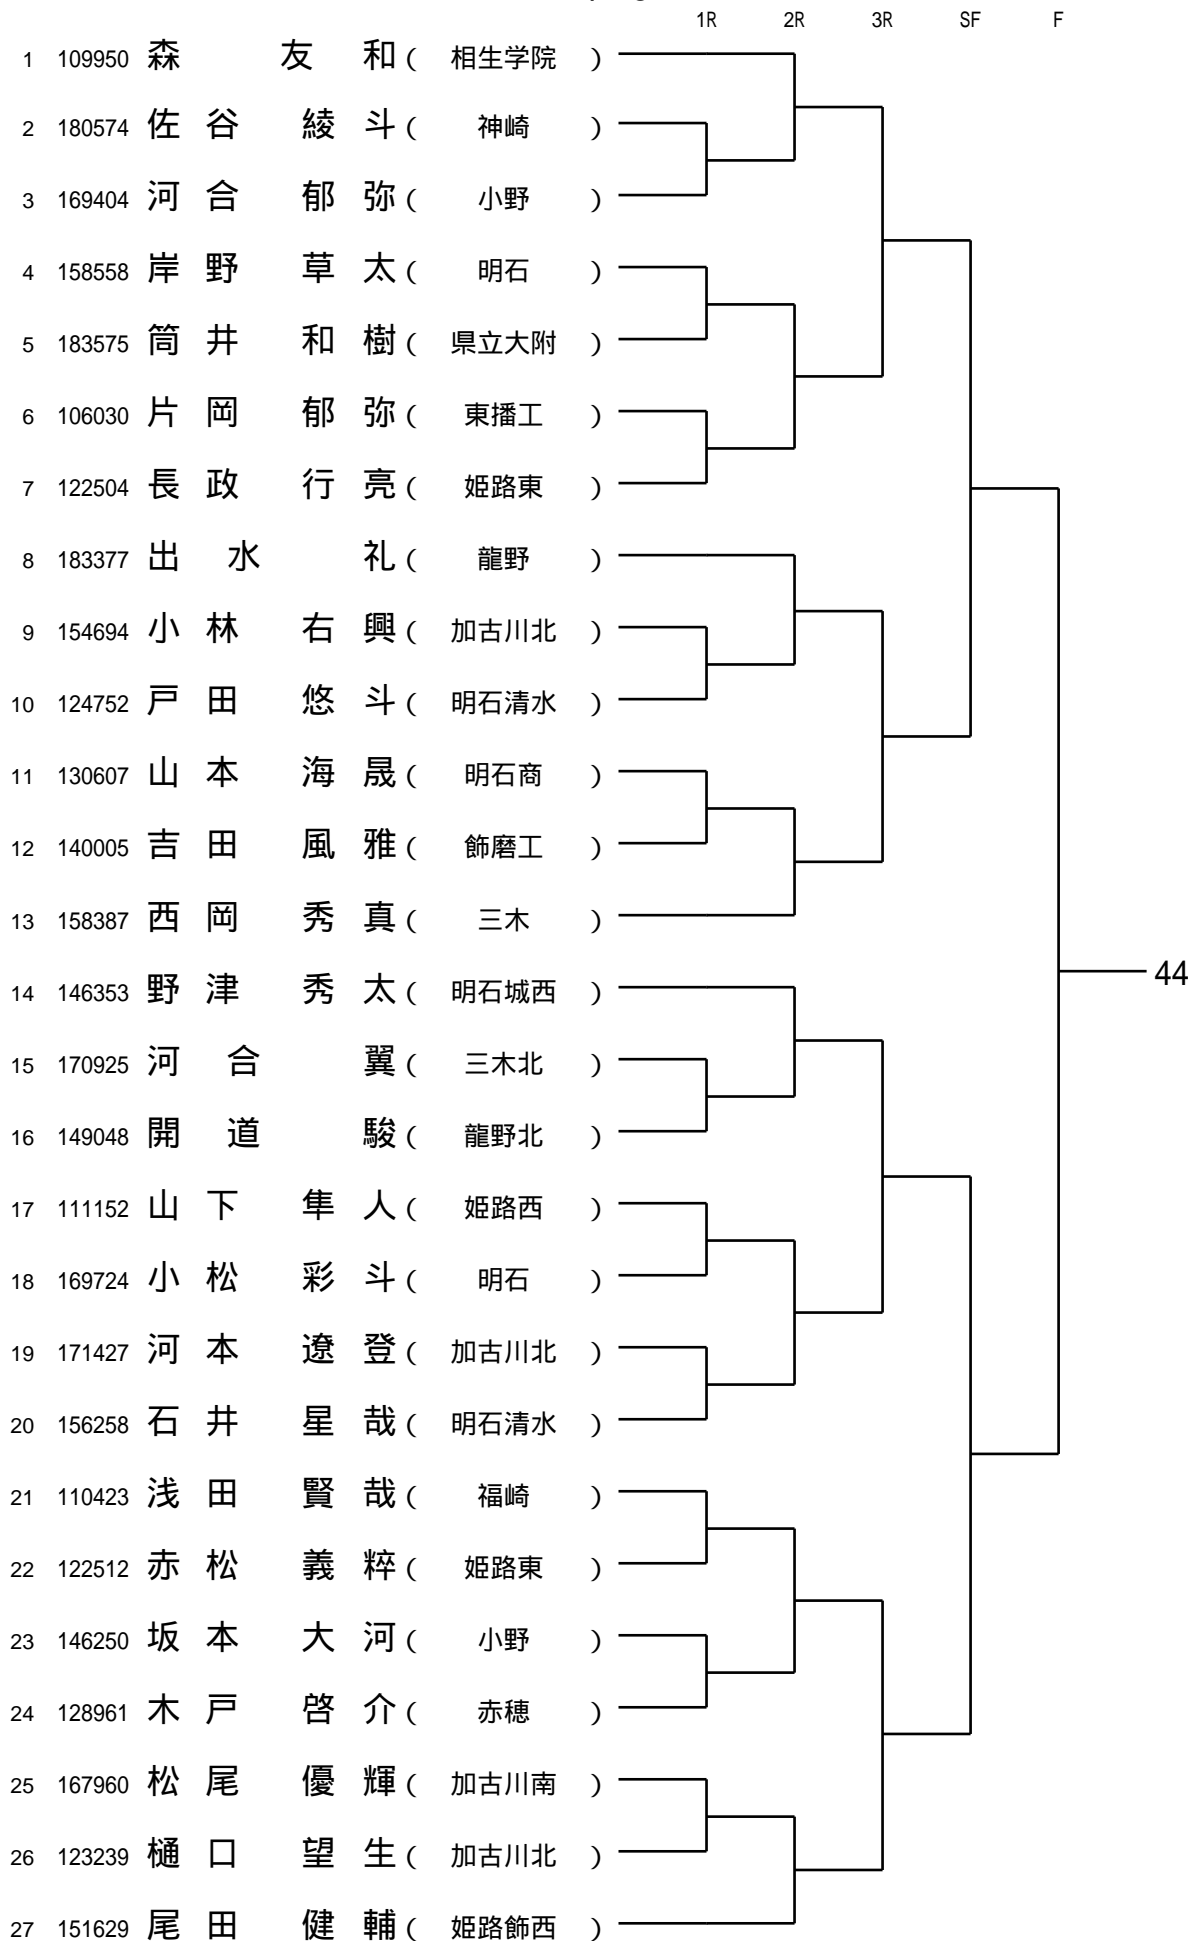 1R 2R 3R SF F
1 109950 森 友 和 ( 相生学院 )
2 180574 佐 谷 綾 斗 ( 神崎 )
3 169404 河 合 郁 弥 ( 小野 )
4 158558 岸 野 草 太 ( 明石 )
5 183575 筒 井 和 樹 ( 県立大附 )
6 106030 片 岡 郁 弥 ( 東播工 )
7 122504 長 政 行 亮 ( 姫路東 )
8 183377 出 水 礼 ( 龍野 )
9 154694 小 林 右 興 ( 加古川北 )
10 124752 戸 田 悠 斗 ( 明石清水 )
11 130607 山 本 海 晟 ( 明石商 )
12 140005 吉 田 風 雅 ( 飾磨工 )
13 158387 西 岡 秀 真 ( 三木 )
44
14 146353 野 津 秀 太 ( 明石城西 )
15 170925 河 合 翼 ( 三木北 )
16 149048 開 道 駿 ( 龍野北 )
17 111152 山 下 隼 人 ( 姫路西 )
18 169724 小 松 彩 斗 ( 明石 )
19 171427 河 本 遼 登 ( 加古川北 )
20 156258 石 井 星 哉 ( 明石清水 )
21 110423 浅 田 賢 哉 ( 福崎 )
22 122512 赤 松 義 粋 ( 姫路東 )
23 146250 坂 本 大 河 ( 小野 )
24 128961 木 戸 啓 介 ( 赤穂 )
25 167960 松 尾 優 輝 ( 加古川南 )
26 123239 樋 口 望 生 ( 加古川北 )
27 151629 尾 田 健 輔 ( 姫路飾西 )